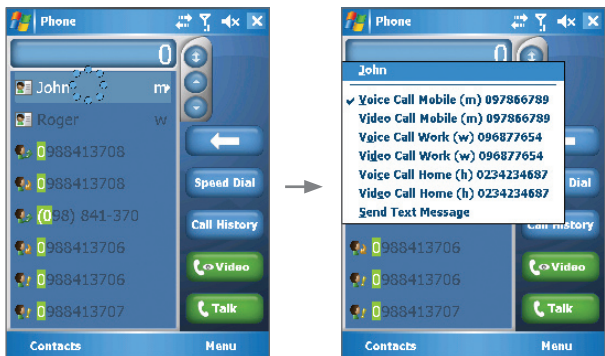 Phone
0
John m
Roger w
0988413708
0988413708
(098) 841-370
0988413706
0988413706
0988413707
Speed Dial
Call History
Video
Talk
Contacts Menu
Phone
0
John
Voice Call Mobile (m) 097866789
Video Call Mobile (m) 097866789
Voice Call Work (w) 096877654
Video Call Work (w) 096877654
Voice Call Home (h) 0234234687
Video Call Home (h) 0234234687
Send Text Message
Dial
Call History
0988413706
0988413706
0988413707
Video
Talk
Contacts Menu